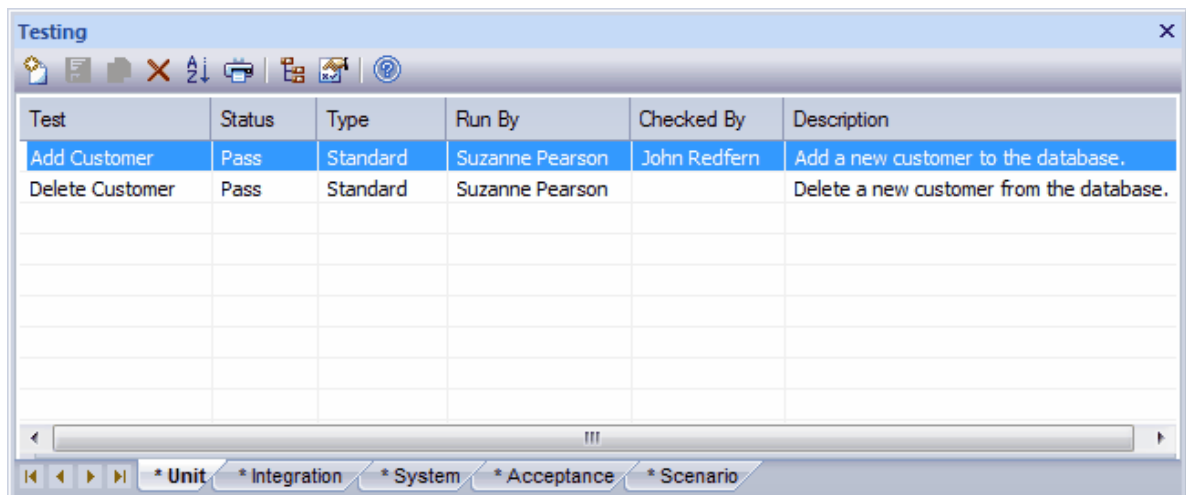 Testing
Test Status Type Run By Checked By Description
Add Customer Pass Standard Suzanne Pearson John Redfern Add a new customer to the database.
Delete Customer Pass Standard Suzanne Pearson Delete a new customer from the database.
* Unit * Integration * System * Acceptance * Scenario